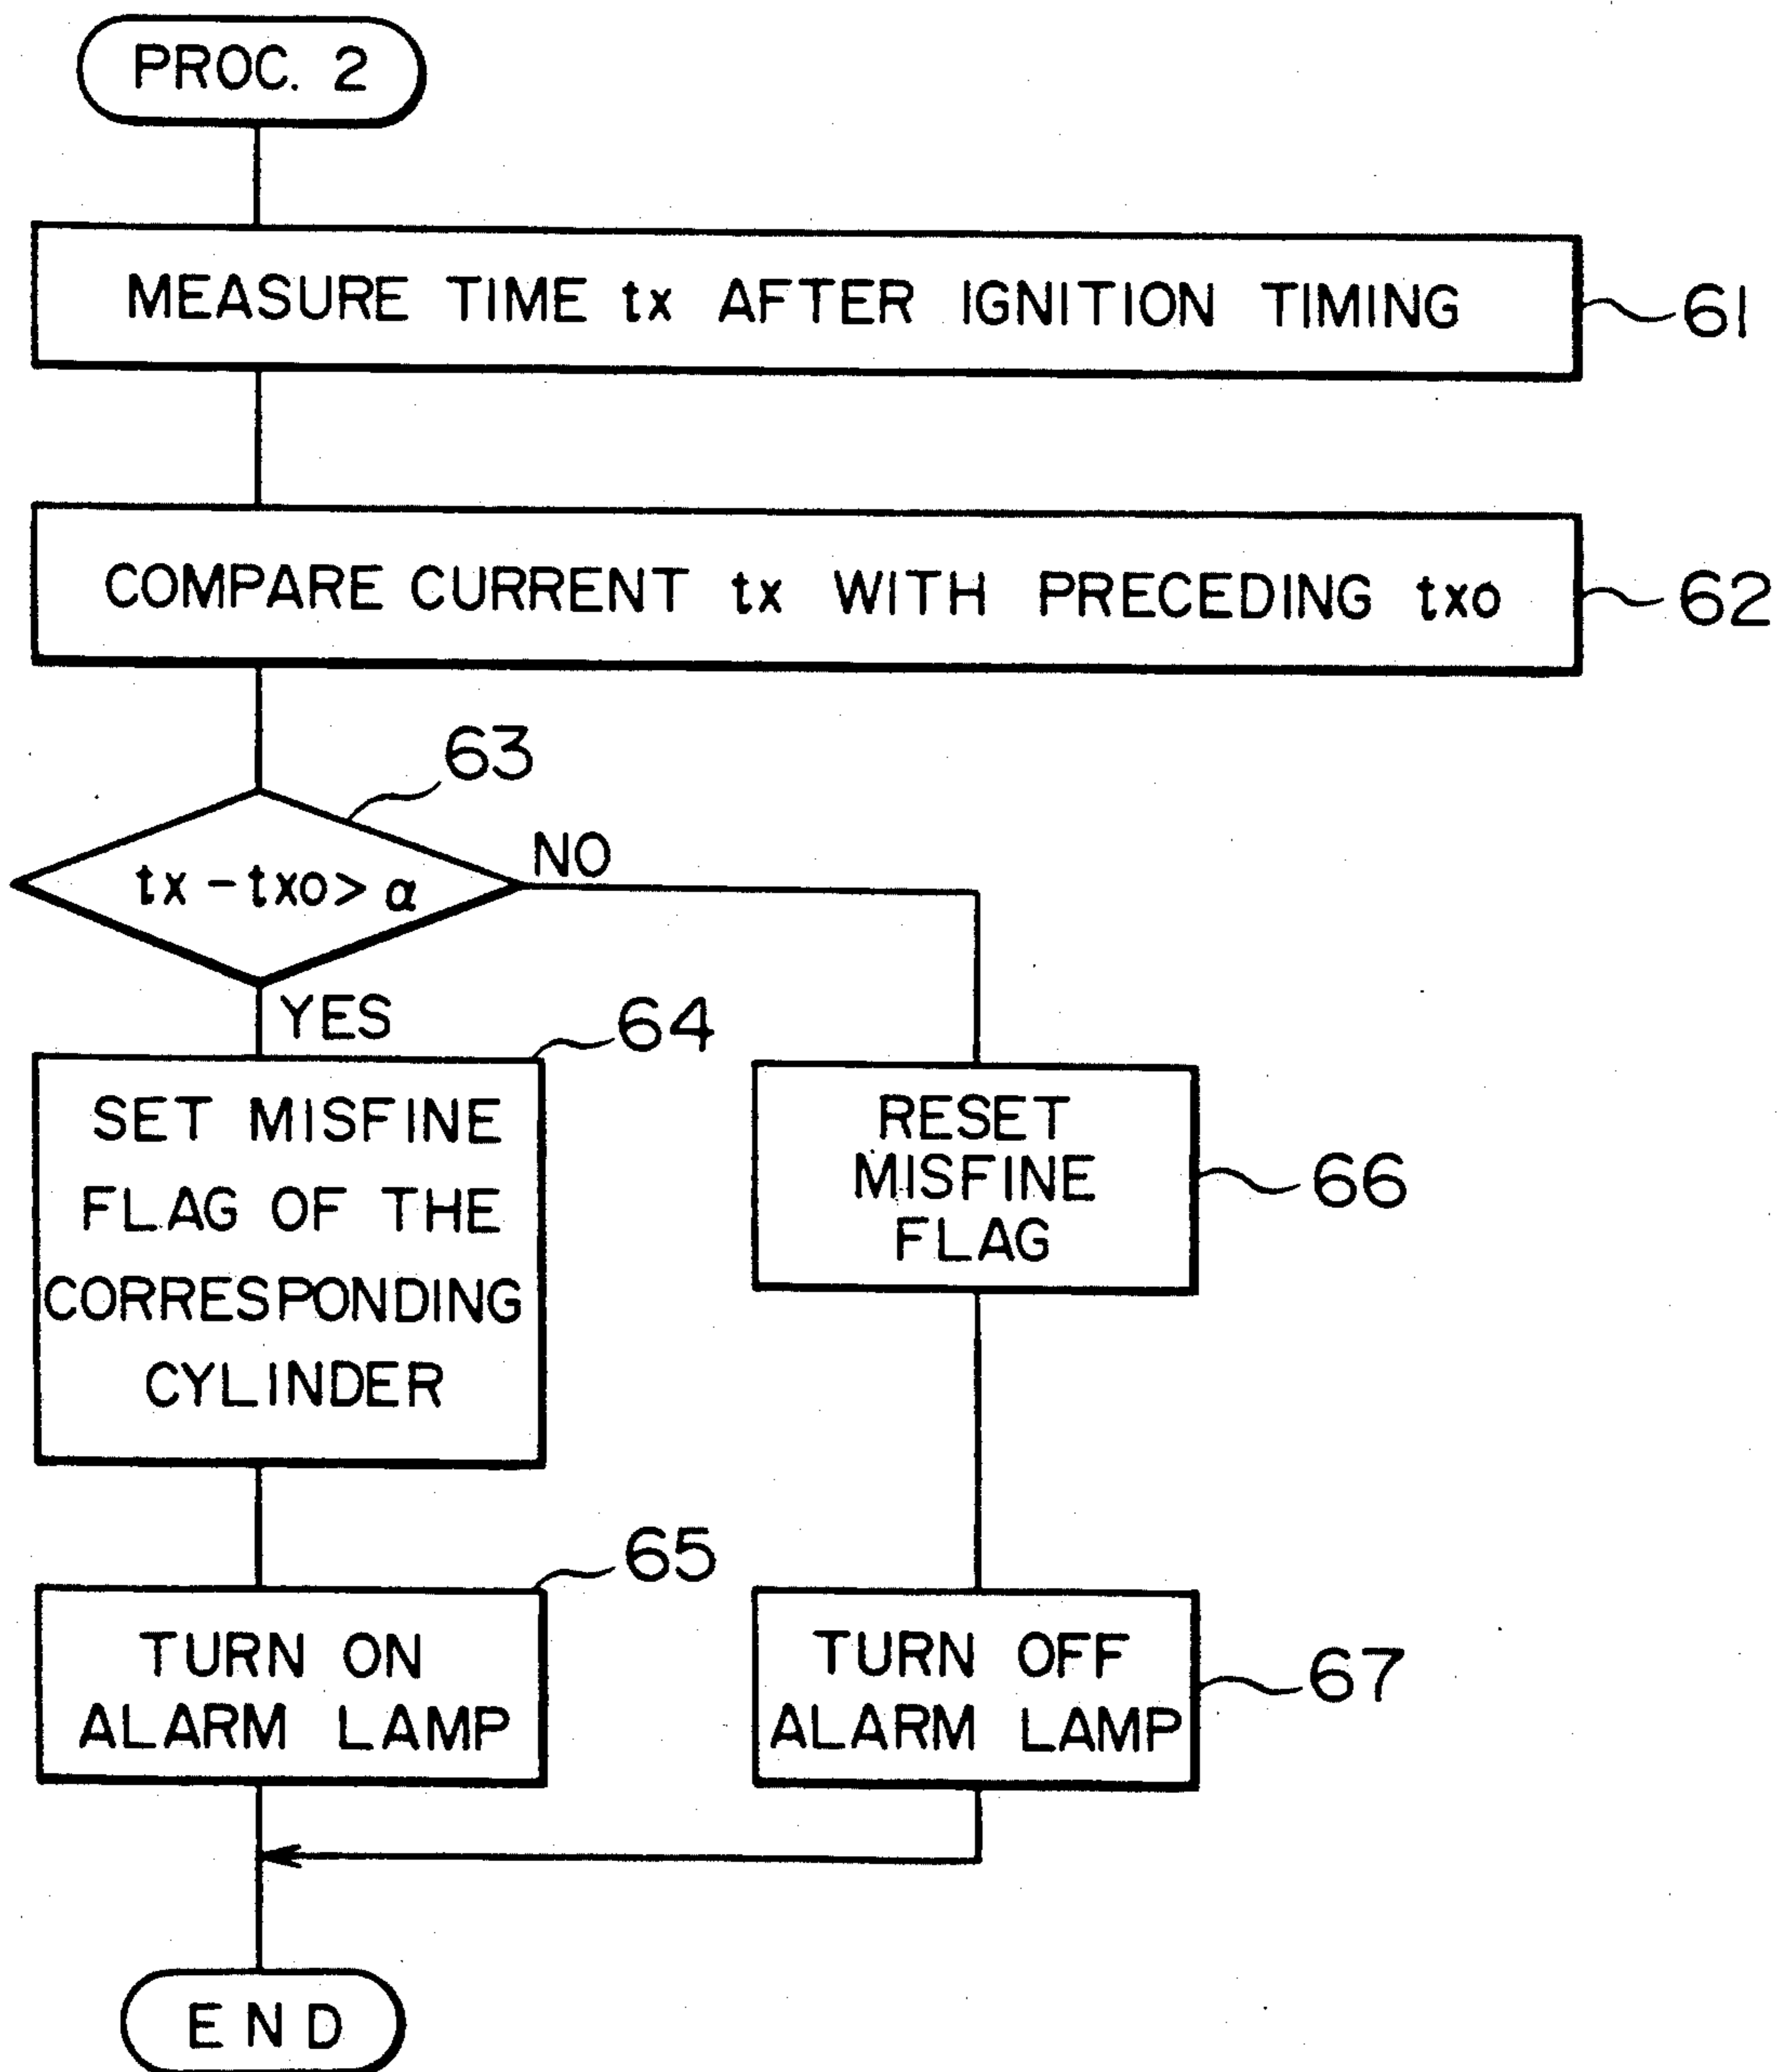 PROC. 2
MEASURE TIME tx AFTER IGNITION TIMING
61
COMPARE CURRENT tx WITH PRECEDING txo
62
63
tx - txo > α
NO
YES
64
SET MISFINE
FLAG OF THE
CORRESPONDING
CYLINDER
RESET
MISFINE
FLAG
66
65
TURN ON
ALARM LAMP
TURN OFF
ALARM LAMP
67
END